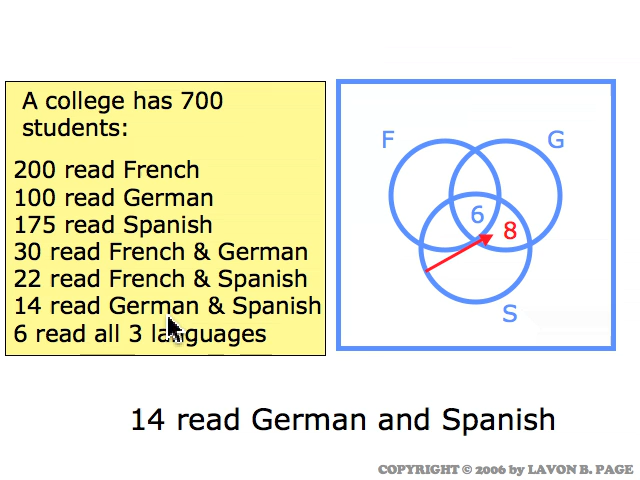 A college has 700
students:
200 read French
100 read German
175 read Spanish
30 read French & German
22 read French & Spanish
14 read German & Spanish
6 read all 3 languages
F
G
6
8
S
14 read German and Spanish
COPYRIGHT © 2006 by LAVON B. PAGE